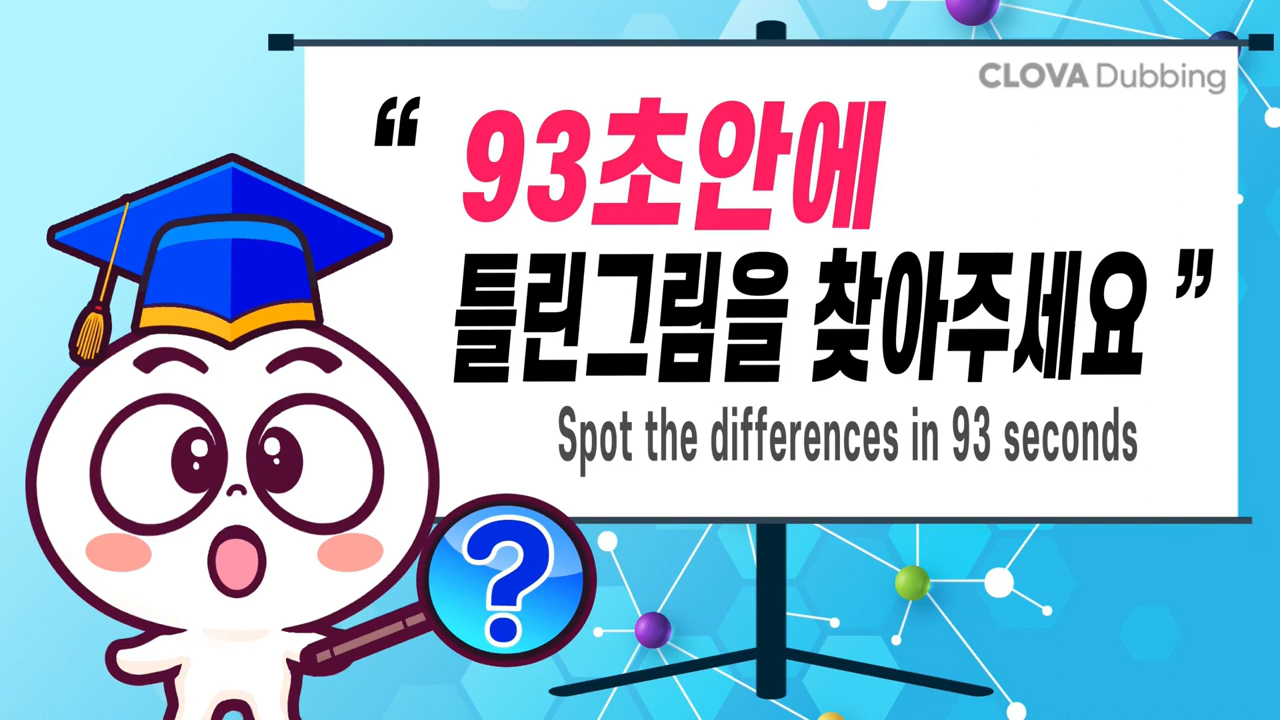 CLOVA Dubbing
“ 93초안에
틀린그림을 찾아주세요 ”
Spot the differences in 93 seconds
?